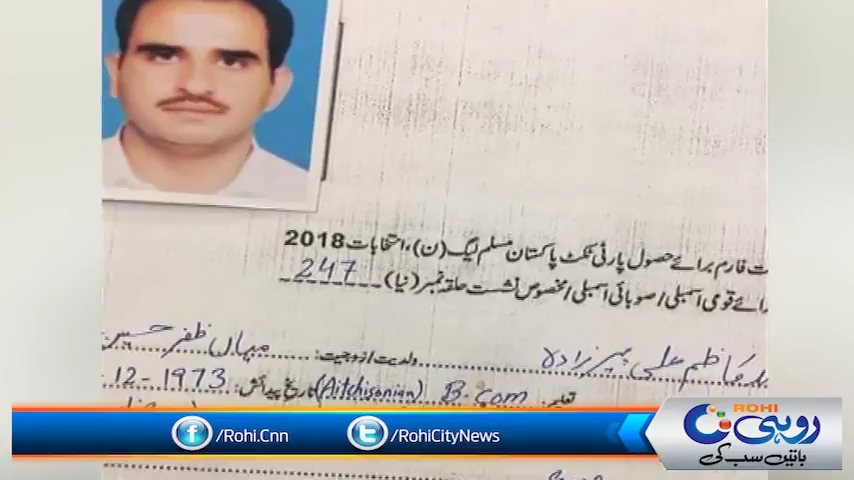 ت فارم برائے حصول پارٹی ٹکٹ پاکستان مسلم لیگ (ن)، انتخابات 2018
رائے قومی اسمبلی / صوبائی اسمبلی / مخصوص نشست حلقہ نمبر (نیا) 247
کاظم علی پیرزادہ ولدیت / زوجیت: میاں ظفر حسین
تعلیم: B.Com (Aitchisonian) تاریخ پیدائش: 12-1973
/Rohi.Cnn
/RohiCityNews
ROHI
روہی
باتیں سب کی